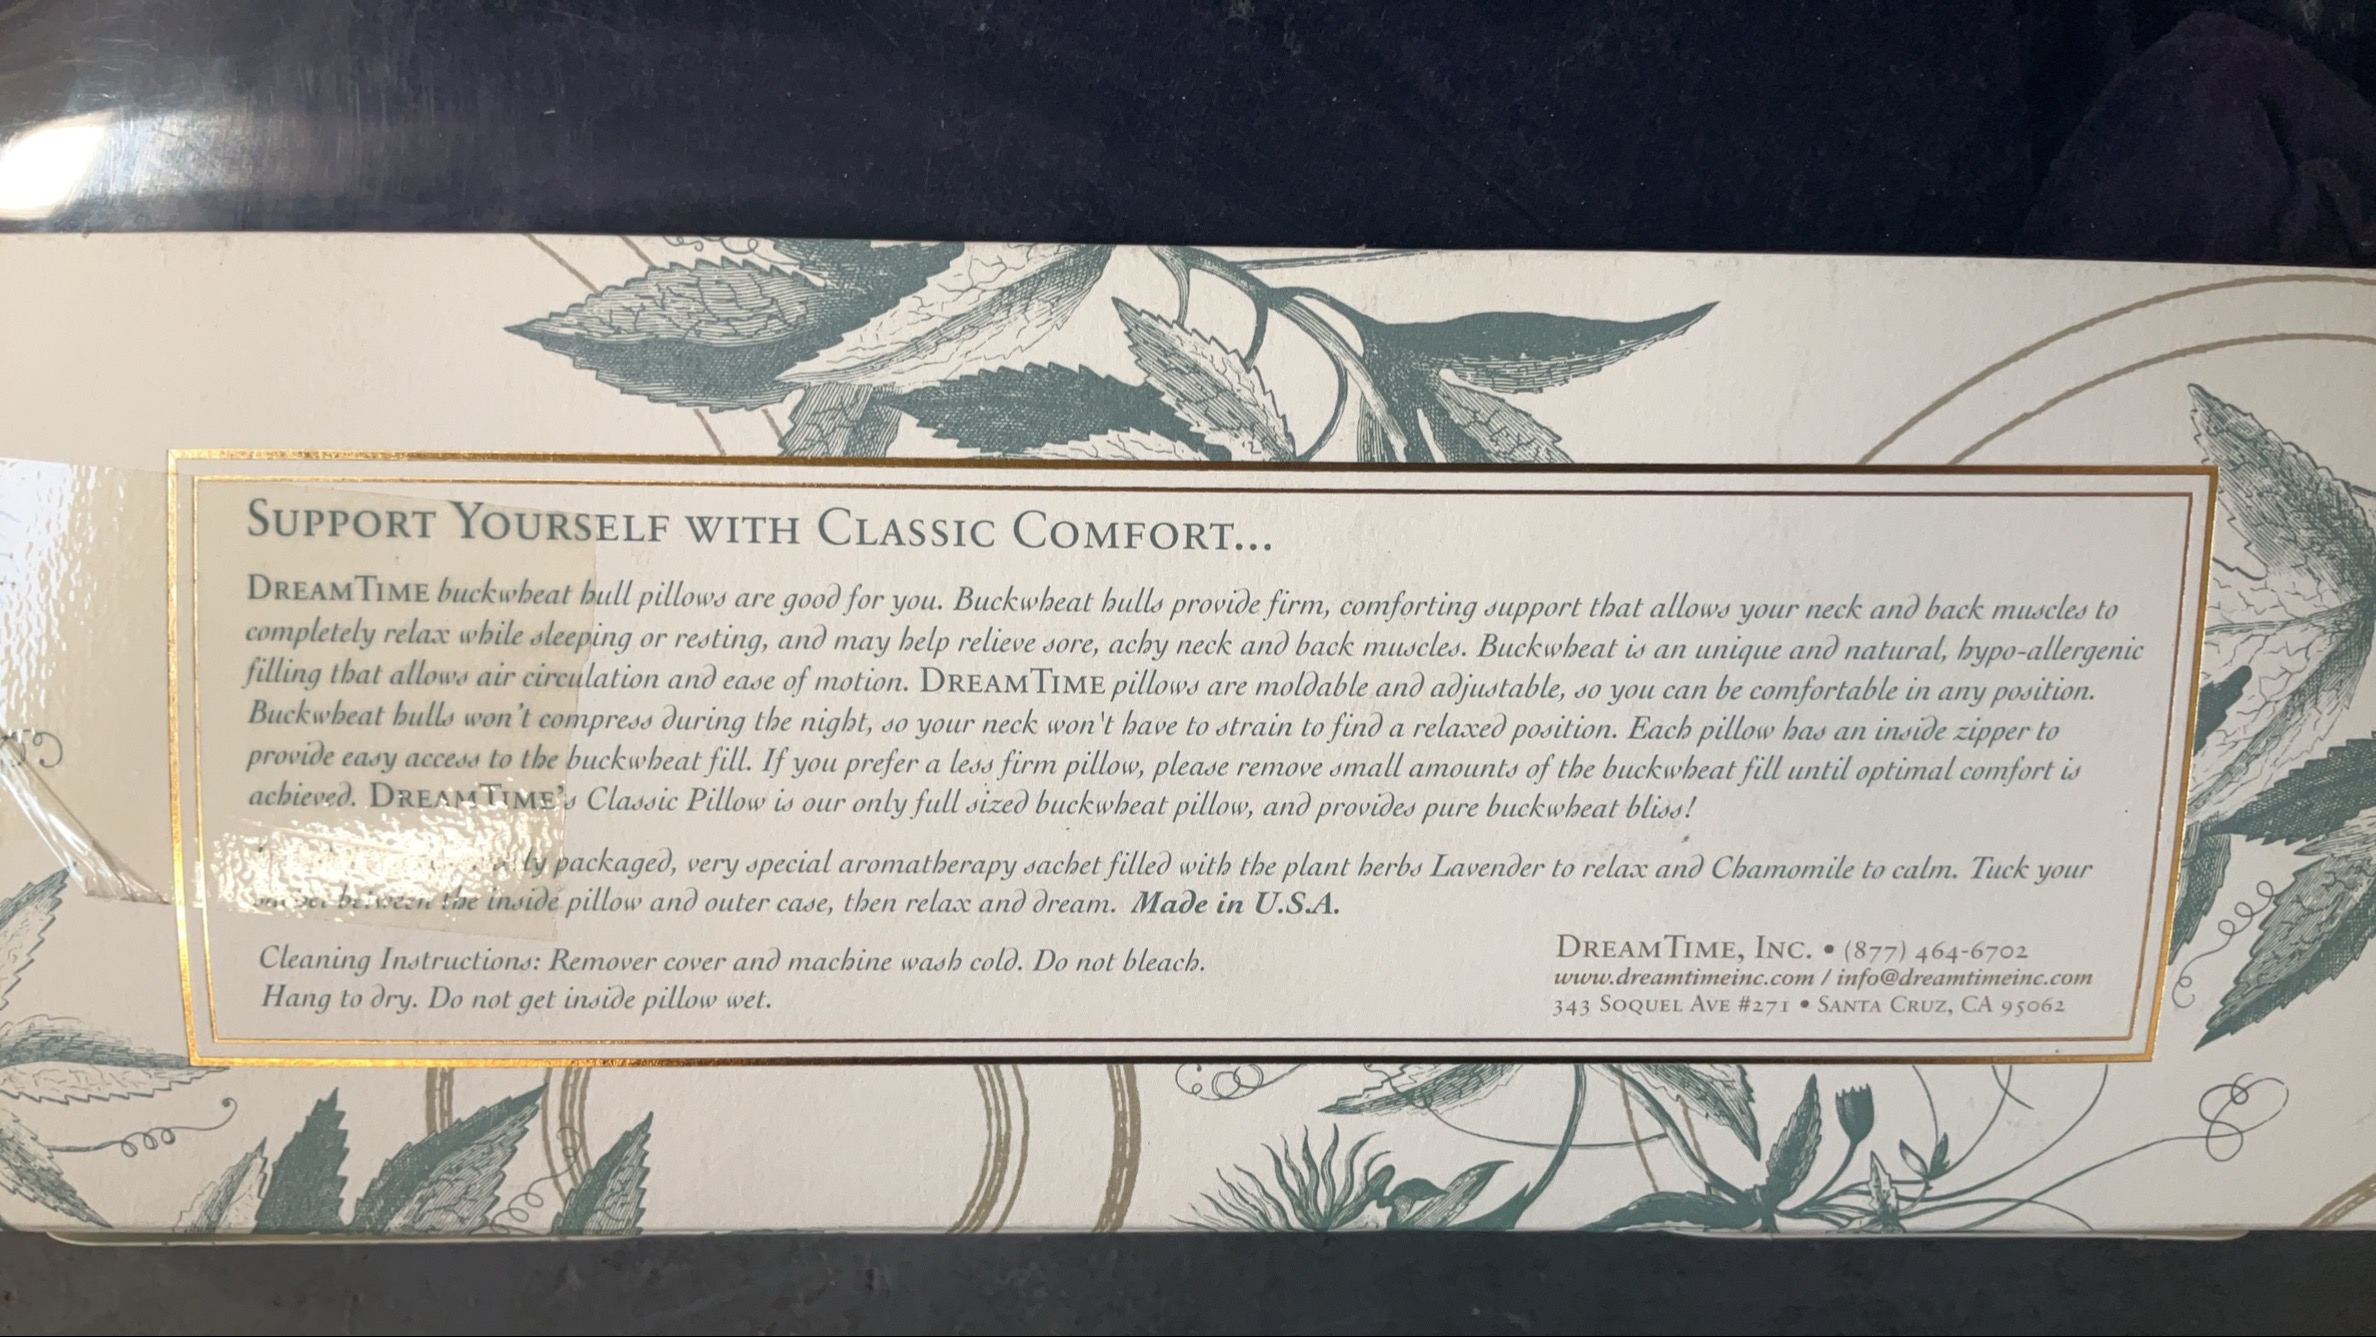 SUPPORT YOURSELF WITH CLASSIC COMFORT...
DREAMTIME buckwheat hull pillows are good for you. Buckwheat hulls provide firm, comforting support that allows your neck and back muscles to
completely relax while sleeping or resting, and may help relieve sore, achy neck and back muscles. Buckwheat is an unique and natural, hypo-allergenic
filling that allows air circulation and ease of motion. DREAMTIME pillows are moldable and adjustable, so you can be comfortable in any position.
Buckwheat hulls won't compress during the night, so your neck won't have to strain to find a relaxed position. Each pillow has an inside zipper to
provide easy access to the buckwheat fill. If you prefer a less firm pillow, please remove small amounts of the buckwheat fill until optimal comfort is
achieved. DREAMTIME's Classic Pillow is our only full sized buckwheat pillow, and provides pure buckwheat bliss!
packaged, very special aromatherapy sachet filled with the plant herbs Lavender to relax and Chamomile to calm. Tuck your
between the inside pillow and outer case, then relax and dream. Made in U.S.A.
Cleaning Instructions: Remover cover and machine wash cold. Do not bleach.
Hang to dry. Do not get inside pillow wet.
DREAMTIME, INC. • (877) 464-6702
www.dreamtimeinc.com / info@dreamtimeinc.com
343 SOQUEL AVE #271 • SANTA CRUZ, CA 95062